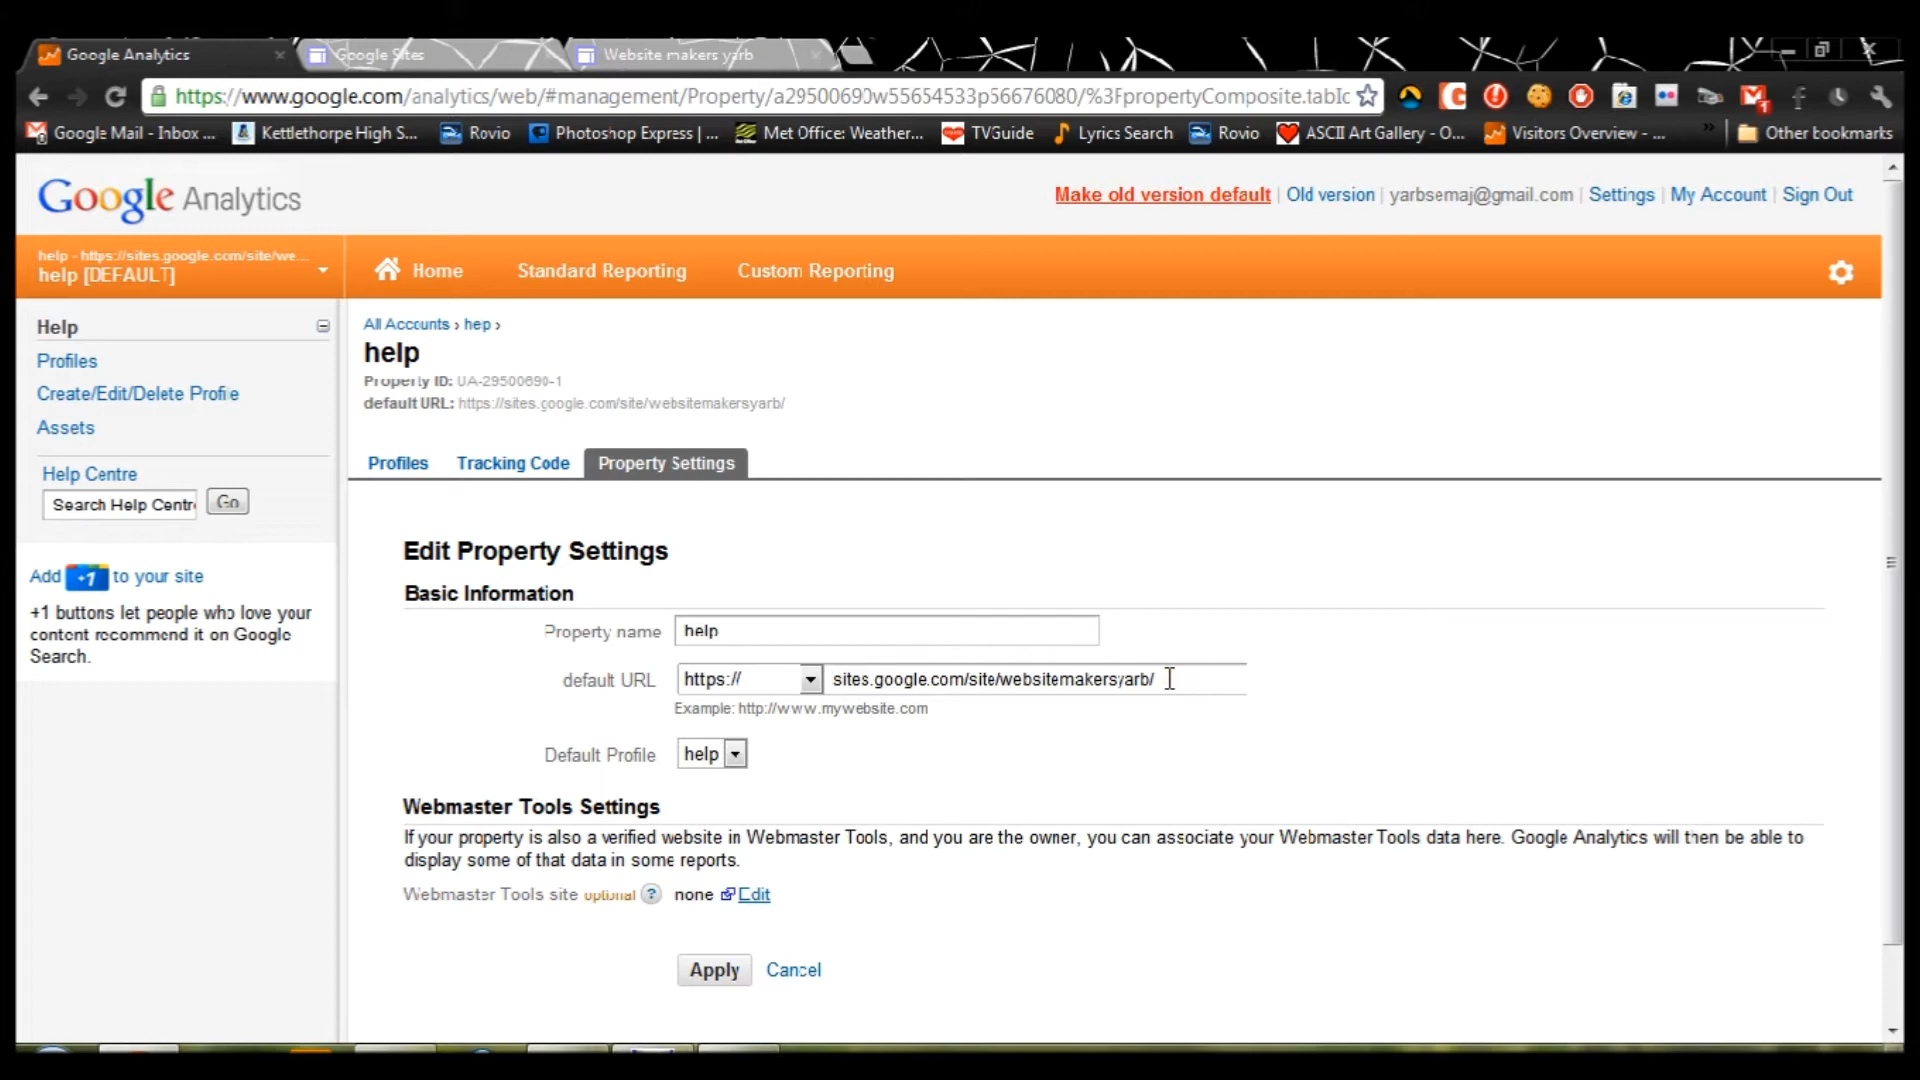 Google Analytics
Google Sites
Website makers yarb
https://www.google.com/analytics/web/#management/Property/a29500690w55654533p56676080/%3FpropertyComposite.tabIc
Google Mail - Inbox ...
Kettlethorpe High S...
Rovio
Photoshop Express | ...
Met Office: Weather...
TVGuide
Lyrics Search
Rovio
ASCII Art Gallery - O...
Visitors Overview - ...
»
Other bookmarks
Google Analytics
Make old version default | Old version | yarbsemaj@gmail.com | Settings | My Account | Sign Out
help - https://sites.google.com/site/we...
help [DEFAULT]
Home
Standard Reporting
Custom Reporting
Help
Profiles
Create/Edit/Delete Profile
Assets
Help Centre
Search Help Centr
Go
Add +1 to your site
+1 buttons let people who love your
content recommend it on Google
Search.
All Accounts › hep ›
help
Property ID: UA-29500690-1
default URL: https://sites.google.com/site/websitemakersyarb/
Profiles
Tracking Code
Property Settings
Edit Property Settings
Basic Information
Property name
help
default URL
https://
sites.google.com/site/websitemakersyarb/
Example: http://www.mywebsite.com
Default Profile
help
Webmaster Tools Settings
If your property is also a verified website in Webmaster Tools, and you are the owner, you can associate your Webmaster Tools data here. Google Analytics will then be able to
display some of that data in some reports.
Webmaster Tools site optional ? none Edit
Apply
Cancel